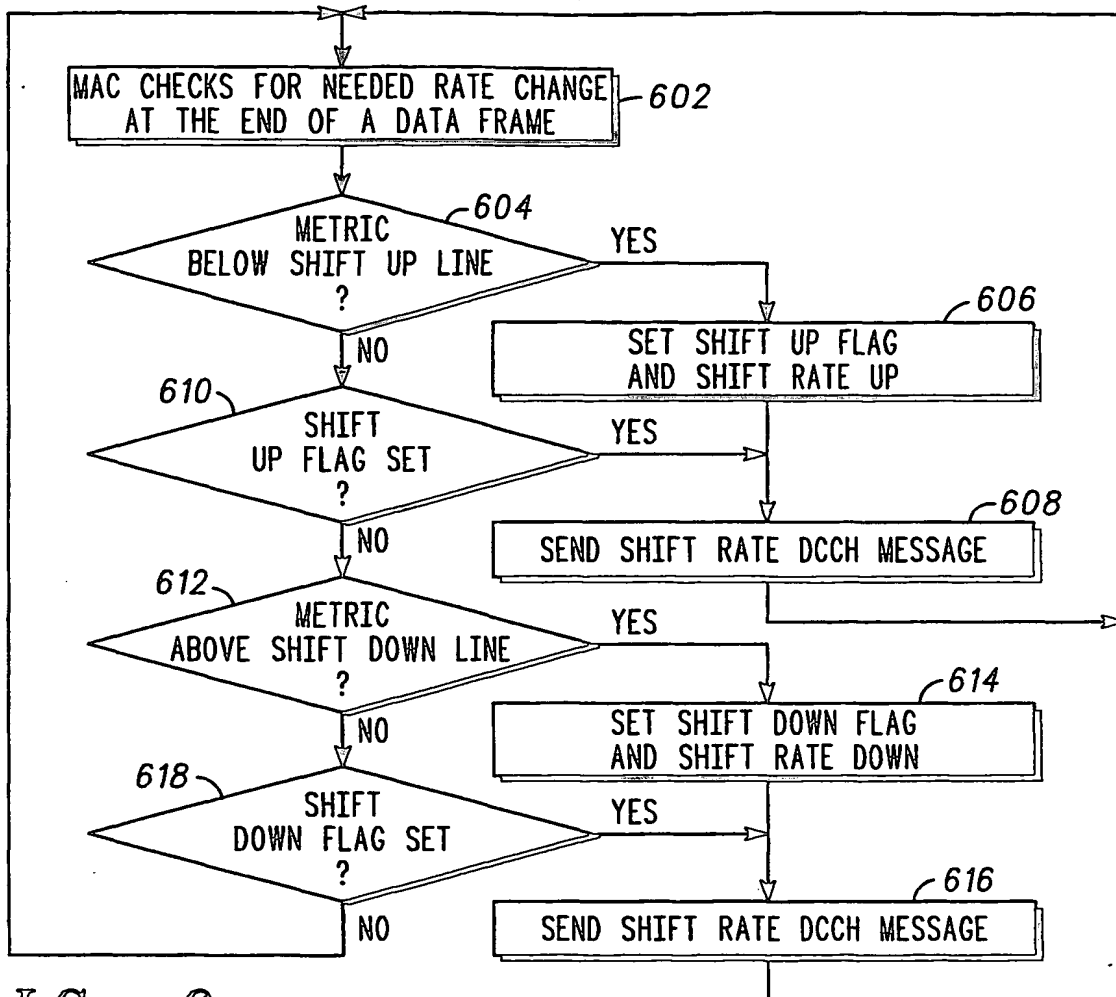 MAC CHECKS FOR NEEDED RATE CHANGE
AT THE END OF A DATA FRAME
602
METRIC
BELOW SHIFT UP LINE
?
604
YES
NO
SET SHIFT UP FLAG
AND SHIFT RATE UP
606
610
SHIFT
UP FLAG SET
?
YES
NO
SEND SHIFT RATE DCCH MESSAGE
608
612
METRIC
ABOVE SHIFT DOWN LINE
?
YES
NO
SET SHIFT DOWN FLAG
AND SHIFT RATE DOWN
614
618
SHIFT
DOWN FLAG SET
?
YES
NO
SEND SHIFT RATE DCCH MESSAGE
616